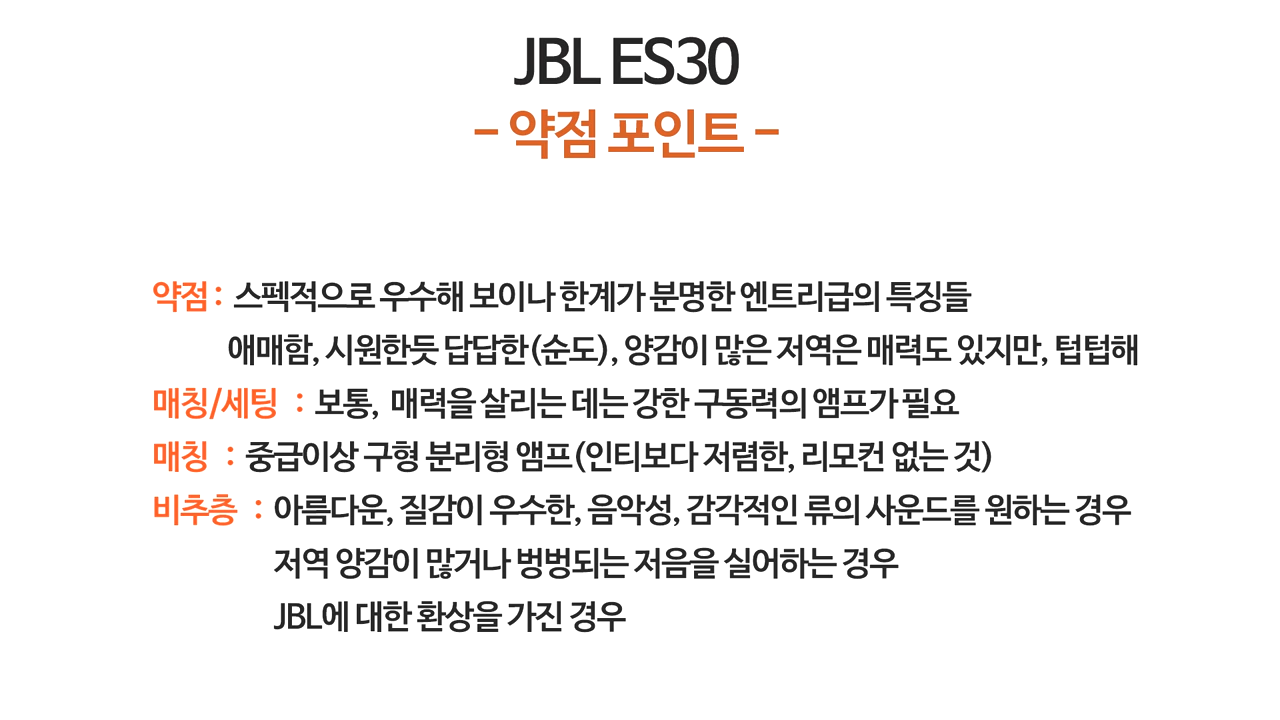 JBL ES30
- 약점 포인트 -
약점 : 스펙적으로 우수해 보이나 한계가 분명한 엔트리급의 특징들
애매함, 시원한듯 답답한(순도), 양감이 많은 저역은 매력도 있지만, 텁텁해
매칭/세팅 : 보통, 매력을 살리는 데는 강한 구동력의 앰프가 필요
매칭 : 중급이상 구형 분리형 앰프(인티보다 저렴한, 리모컨 없는 것)
비추층 : 아름다운, 질감이 우수한, 음악성, 감각적인 류의 사운드를 원하는 경우
저역 양감이 많거나 벙벙되는 저음을 실어하는 경우
JBL에 대한 환상을 가진 경우